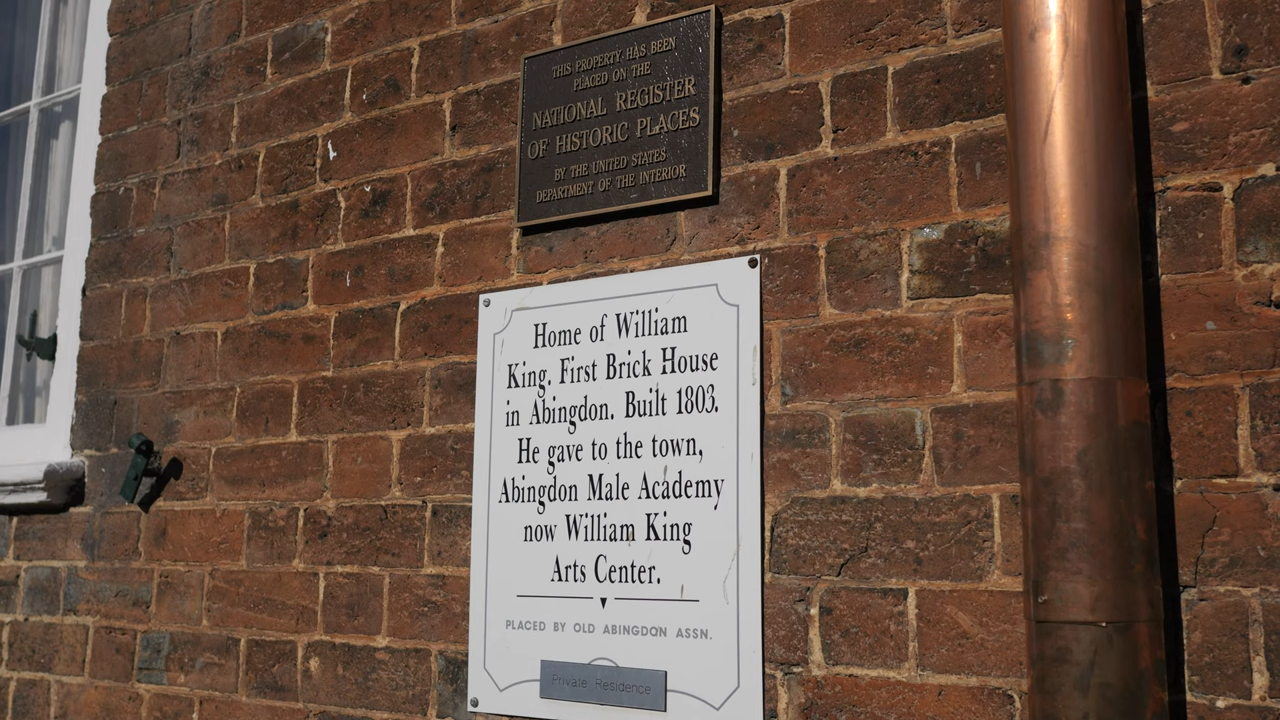 THIS PROPERTY HAS BEEN
PLACED ON THE
NATIONAL REGISTER
OF HISTORIC PLACES
BY THE UNITED STATES
DEPARTMENT OF THE INTERIOR
Home of William
King. First Brick House
in Abingdon. Built 1803.
He gave to the town,
Abingdon Male Academy
now William King
Arts Center.
PLACED BY OLD ABINGDON ASSN.
Private Residence